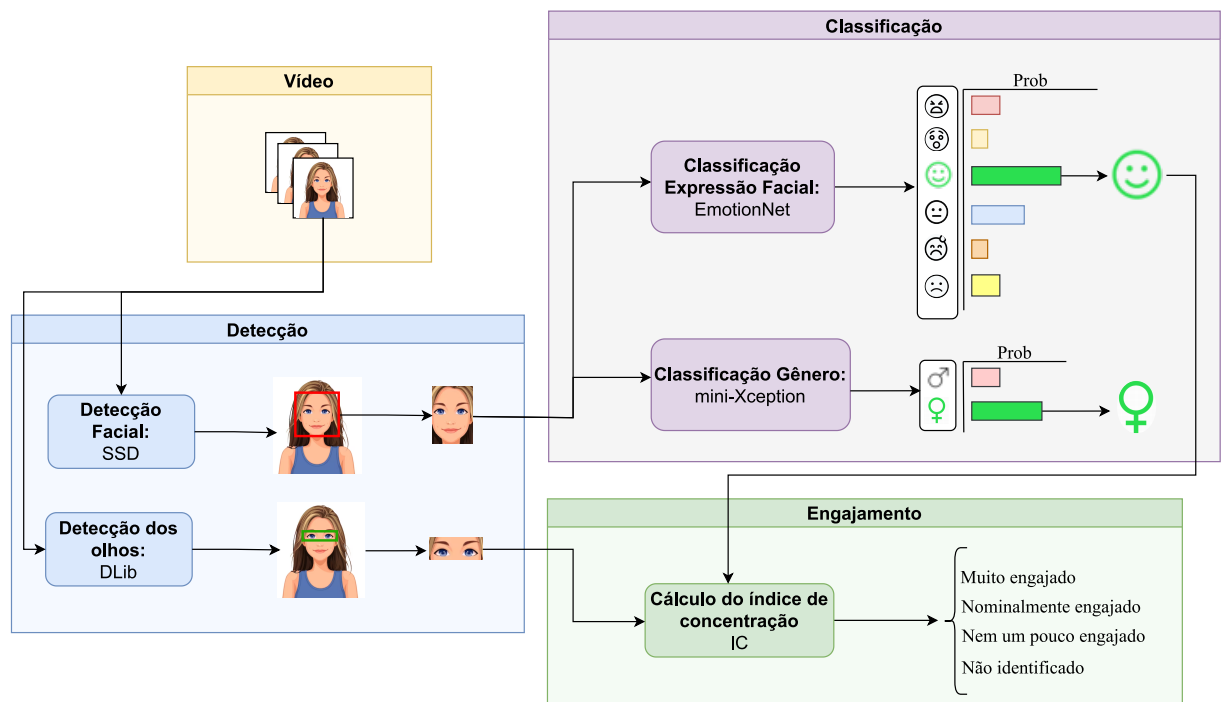 Vídeo
Detecção
Detecção
Facial:
SSD
Detecção dos
olhos:
DLib
Classificação
Classificação
Expressão Facial:
EmotionNet
Prob
Classificação Gênero:
mini-Xception
Prob
Engajamento
Cálculo do índice de
concentração
IC
Muito engajado
Nominalmente engajado
Nem um pouco engajado
Não identificado